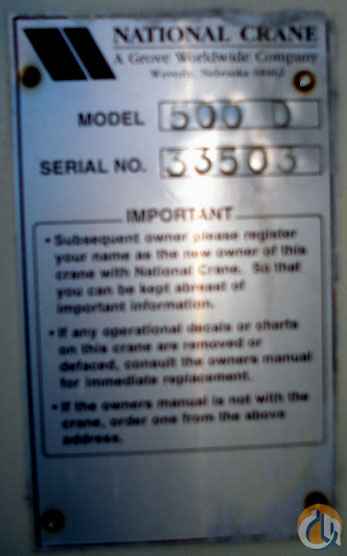 NATIONAL CRANE
A Grove Worldwide Company
Waverly, Nebraska 68462
MODEL 500 D
SERIAL NO. 33503
IMPORTANT
• Subsequent owner please register
your name as the new owner of this
crane with National Crane. So that
you can be kept abreast of
important information.
• If any operational decals or charts
on this crane are removed or
defaced, consult the owners manual
for immediate replacement.
• If the owners manual is not with the
crane, order one from the above
address.